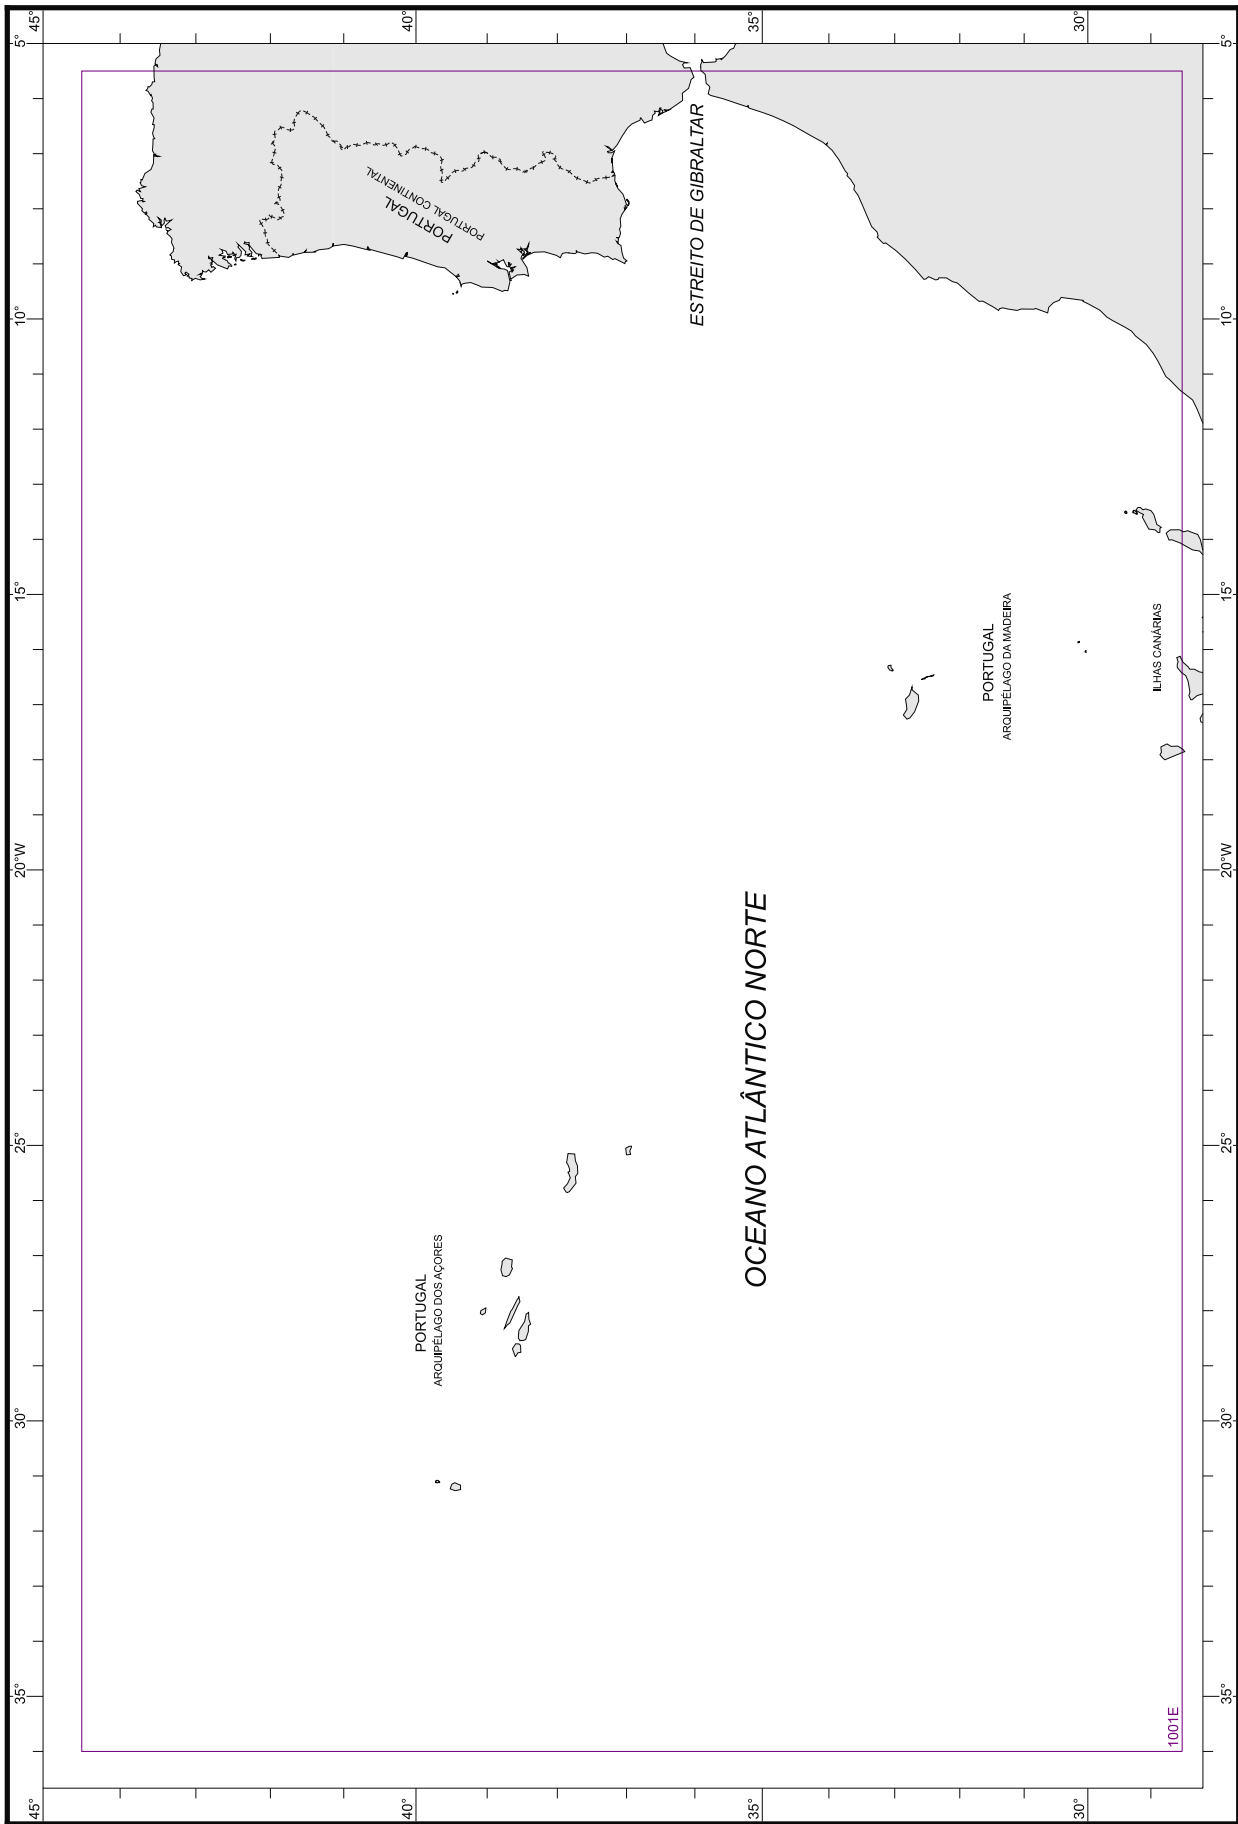 35° 30° 25° 20°W 15° 10° 5°
45° 45°
PORTUGAL
PORTUGAL CONTINENTAL
40° 40°
PORTUGAL
ARQUIPÉLAGO DOS AÇORES
ESTREITO DE GIBRALTAR
35° 35°
OCEANO ATLÂNTICO NORTE
PORTUGAL
ARQUIPÉLAGO DA MADEIRA
30° 30°
ILHAS CANÁRIAS
1001E
35° 30° 25° 20°W 15° 10° 5°